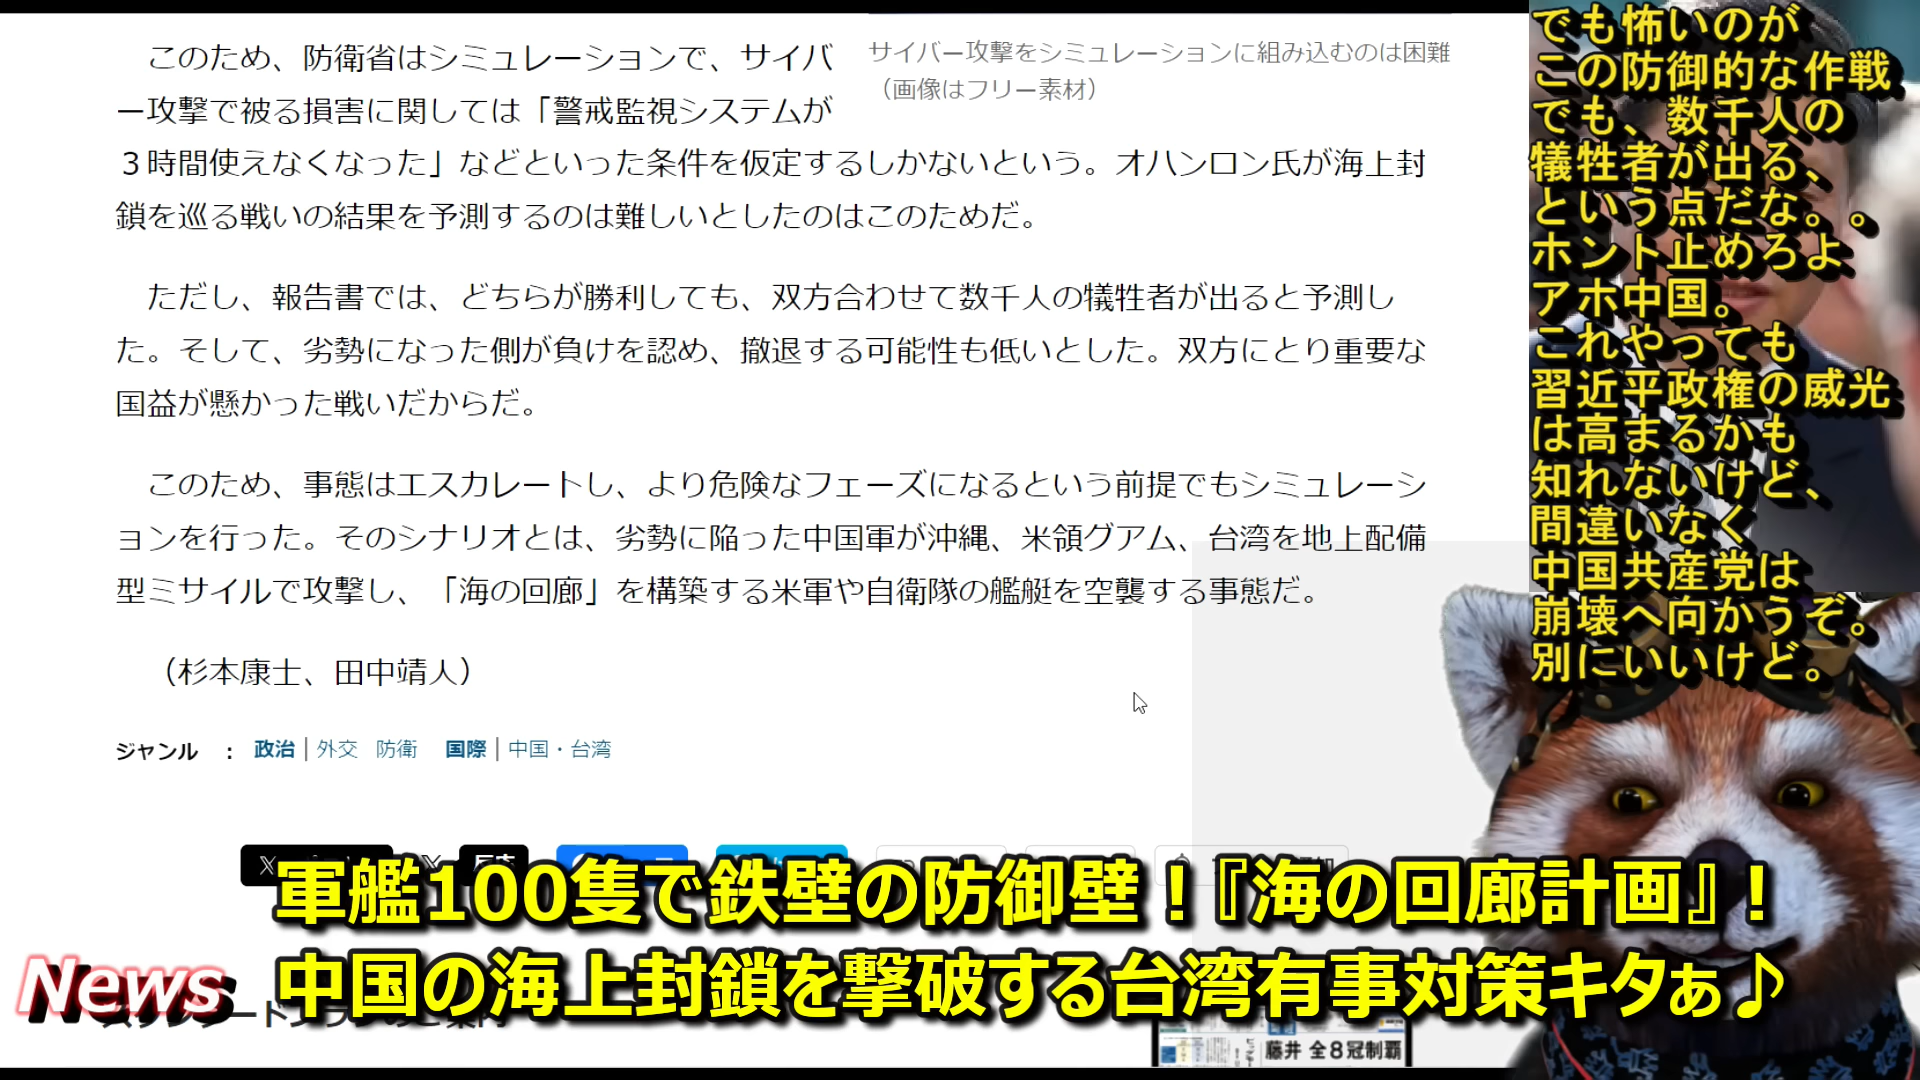 このため、防衛省はシミュレーションで、サイバ
ー攻撃で被る損害に関しては「警戒監視システムが
３時間使えなくなった」などといった条件を仮定するしかないという。オハンロン氏が海上封
鎖を巡る戦いの結果を予測するのは難しいとしたのはこのためだ。
サイバー攻撃をシミュレーションに組み込むのは困難
（画像はフリー素材）
ただし、報告書では、どちらが勝利しても、双方合わせて数千人の犠牲者が出ると予測し
た。そして、劣勢になった側が負けを認め、撤退する可能性も低いとした。双方にとり重要な
国益が懸かった戦いだからだ。
このため、事態はエスカレートし、より危険なフェーズになるという前提でもシミュレーシ
ョンを行った。そのシナリオとは、劣勢に陥った中国軍が沖縄、米領グアム、台湾を地上配備
型ミサイルで攻撃し、「海の回廊」を構築する米軍や自衛隊の艦艇を空襲する事態だ。
（杉本康士、田中靖人）
ジャンル ： 政治｜外交 防衛 国際｜中国・台湾
でも怖いのが
この防御的な作戦
でも、数千人の
犠牲者が出る、
という点だな。。
ホント止めろよ
アホ中国。
これやっても
習近平政権の威光
は高まるかも
知れないけど、
間違いなく
中国共産党は
崩壊へ向かうぞ。
別にいいけど。
軍艦100隻で鉄壁の防御壁！『海の回廊計画』！
News
中国の海上封鎖を撃破する台湾有事対策キタぁ♪
藤井 全８冠制覇